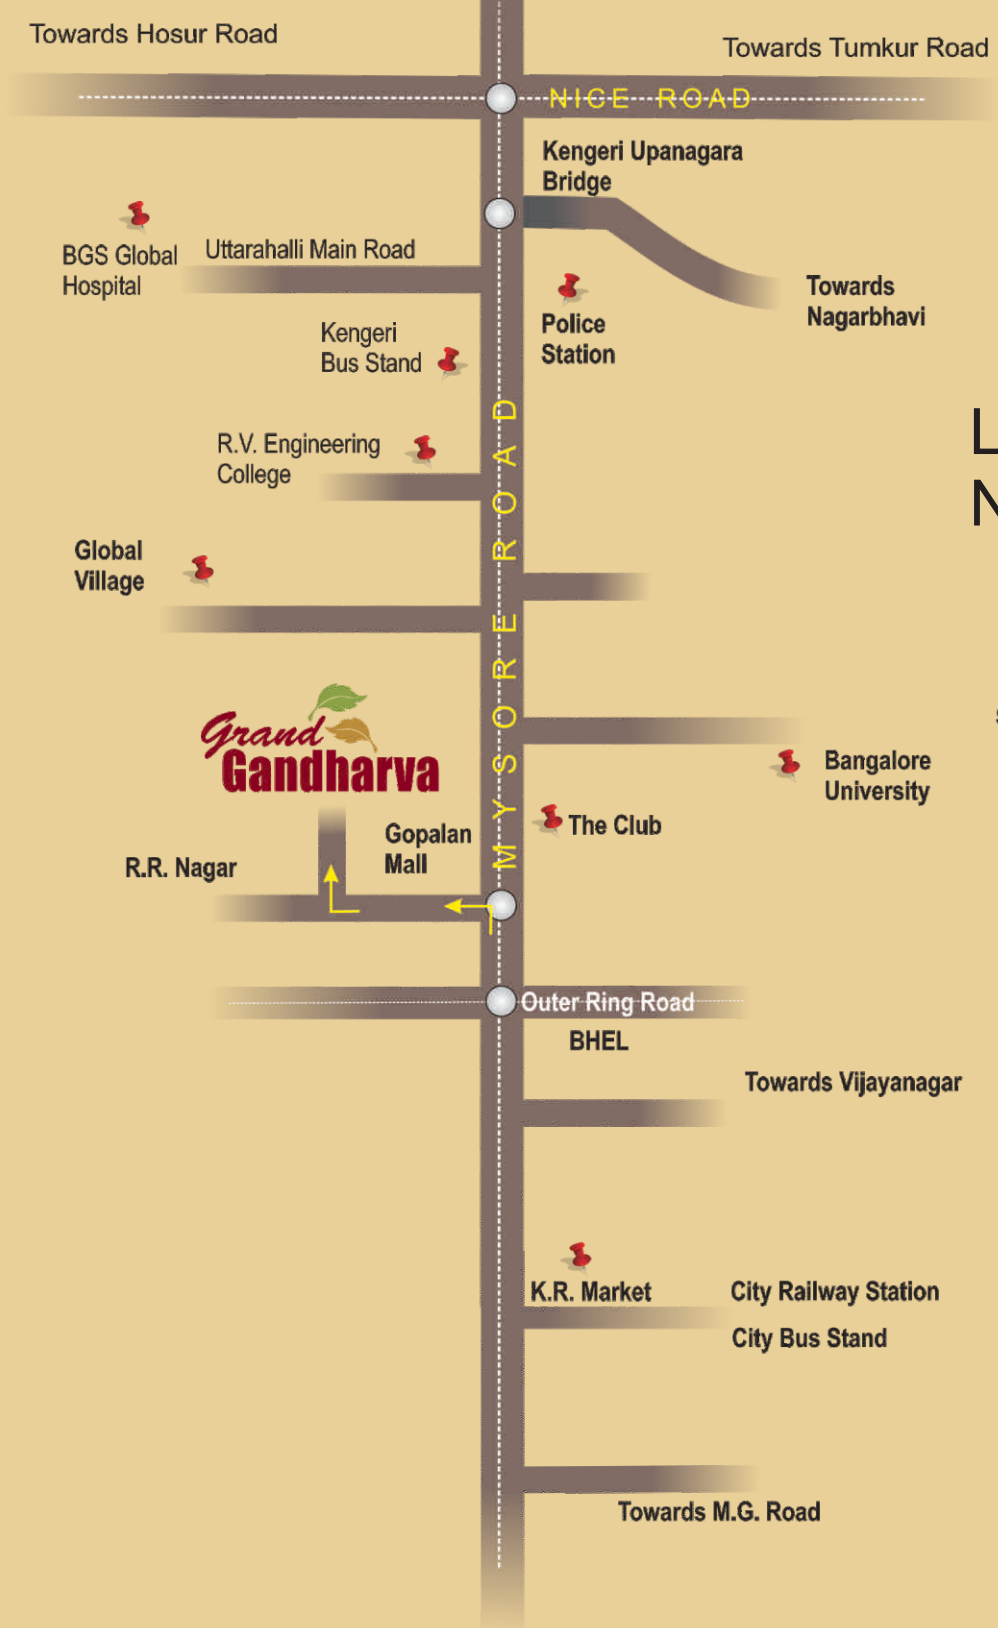 Towards Hosur Road
Towards Tumkur Road
NICE ROAD
Kengeri Upanagara
Bridge
BGS Global
Hospital
Uttarahalli Main Road
Towards
Nagarbhavi
Police
Station
Kengeri
Bus Stand
R.V. Engineering
College
MYSORE ROAD
Global
Village
Grand
Gandharva
Bangalore
University
The Club
Gopalan
Mall
R.R. Nagar
Outer Ring Road
BHEL
Towards Vijayanagar
K.R. Market
City Railway Station
City Bus Stand
Towards M.G. Road